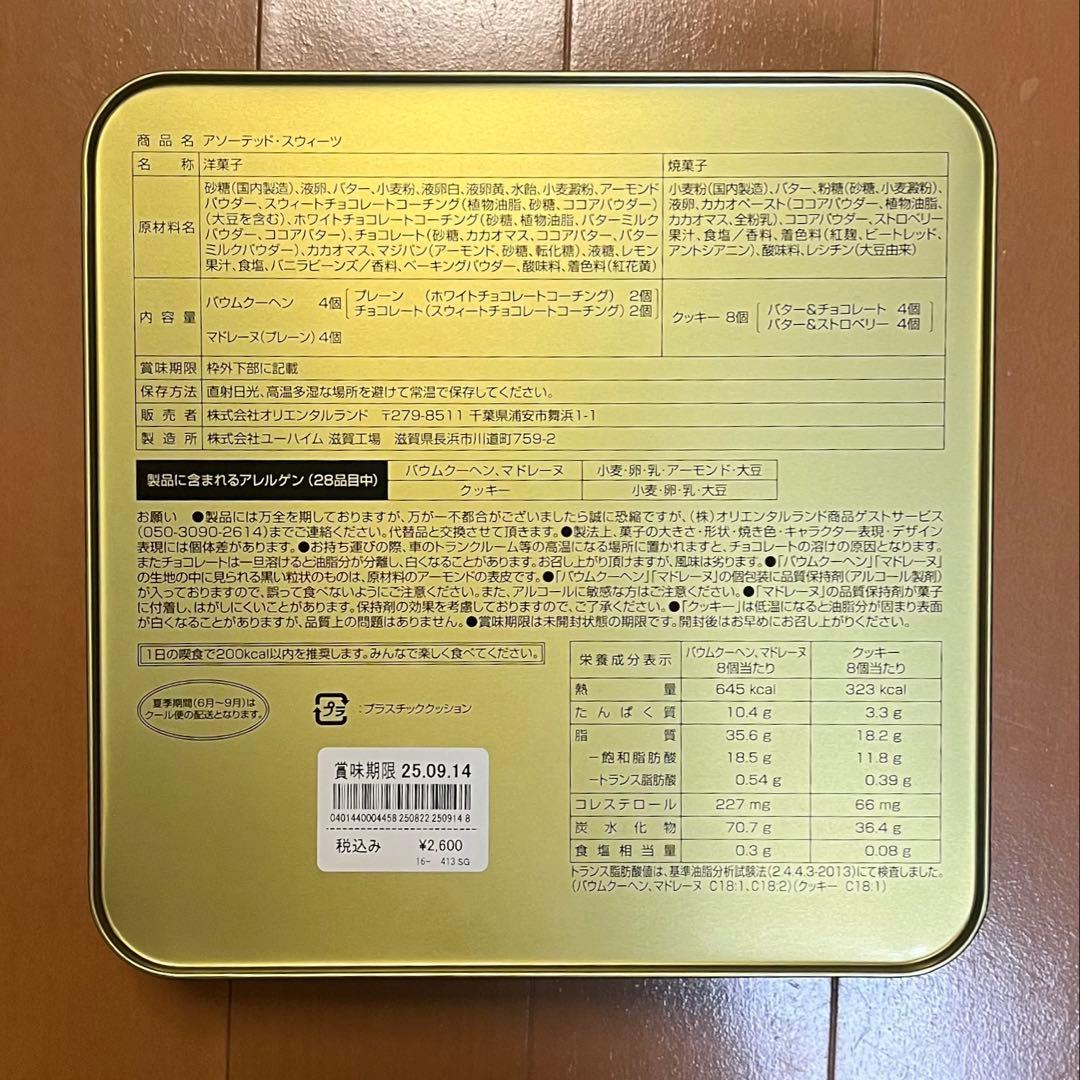 商品名 アソーテッド・スウィーツ
名称 洋菓子 焼菓子
原材料名
砂糖(国内製造)、液卵、バター、小麦粉、液卵白、液卵黄、水飴、小麦澱粉、アーモンド
パウダー、スウィートチョコレートコーチング(植物油脂、砂糖、ココアパウダー)
(大豆を含む)、ホワイトチョコレートコーチング(砂糖、植物油脂、バターミルク
パウダー、ココアバター)、チョコレート(砂糖、カカオマス、ココアバター、バター
ミルクパウダー)、カカオマス、マジパン(アーモンド、砂糖、転化糖)、液糖、レモン
果汁、食塩、バニラビーンズ/香料、ベーキングパウダー、酸味料、着色料(紅花黄)
小麦粉(国内製造)、バター、粉糖(砂糖、小麦澱粉)、
液卵、カカオペースト(ココアパウダー、植物油脂、
カカオマス、全粉乳)、ココアパウダー、ストロベリー
果汁、食塩/香料、着色料(紅麹、ビートレッド、
アントシアニン)、酸味料、レシチン(大豆由来)
内容量
バウムクーヘン 4個 プレーン (ホワイトチョコレートコーチング) 2個
チョコレート(スウィートチョコレートコーチング) 2個
マドレーヌ(プレーン) 4個
クッキー 8個 バター&チョコレート 4個
バター&ストロベリー 4個
賞味期限 枠外下部に記載
保存方法 直射日光、高温多湿な場所を避けて常温で保存してください。
販売者 株式会社オリエンタルランド 〒279-8511 千葉県浦安市舞浜1-1
製造所 株式会社ユーハイム 滋賀工場 滋賀県長浜市川道町759-2
製品に含まれるアレルゲン(28品目中)
バウムクーヘン、マドレーヌ 小麦・卵・乳・アーモンド・大豆
クッキー 小麦・卵・乳・大豆
お願い ●製品には万全を期しておりますが、万が一不都合がございましたら誠に恐縮ですが、(株)オリエンタルランド商品ゲストサービス
(050-3090-2614)までご連絡ください。代替品と交換させて頂きます。●製法上、菓子の大きさ・形状・焼き色・キャラクター表現・デザイン
表現には個体差があります。●お持ち運びの際、車のトランクルーム等の高温になる場所に置かれますと、チョコレートの溶けの原因となります。
またチョコレートは一旦溶けると油脂分が分離し、白くなることがあります。お召し上り頂けますが、風味は劣ります。●「バウムクーヘン」「マドレーヌ」
の生地の中に見られる黒い粒状のものは、原材料のアーモンドの表皮です。●「バウムクーヘン」「マドレーヌ」の個包装に品質保持剤(アルコール製剤)
が入っておりますので、誤って食べないようにご注意ください。また、アルコールに敏感な方はご注意ください。●「マドレーヌ」の品質保持剤が菓子
に付着し、はがしにくいことがあります。保持剤の効果を考慮しておりますので、ご了承ください。●「クッキー」は低温になると油脂分が固まり表面
が白くなることがありますが、品質上の問題はありません。●賞味期限は未開封状態の期限です。開封後はお早めにお召し上がりください。
1日の喫食で200kcal以内を推奨します。みんなで楽しく食べてください。
夏季期間(6月〜9月)は
クール便の配送となります。
プラ :プラスチッククッション
賞味期限 25.09.14
0401440004458 250822 250914 8
税込み ¥2,600
16- 413 SG
栄養成分表示 バウムクーヘン、マドレーヌ 8個当たり クッキー 8個当たり
熱量 645 kcal 323 kcal
たんぱく質 10.4 g 3.3 g
脂質 35.6 g 18.2 g
−飽和脂肪酸 18.5 g 11.8 g
−トランス脂肪酸 0.54 g 0.39 g
コレステロール 227 mg 66 mg
炭水化物 70.7 g 36.4 g
食塩相当量 0.3 g 0.08 g
トランス脂肪酸値は、基準油脂分析試験法(2.4.4.3-2013)にて検査しました。
(バウムクーヘン、マドレーヌ C18:1、C18:2)(クッキー C18:1)